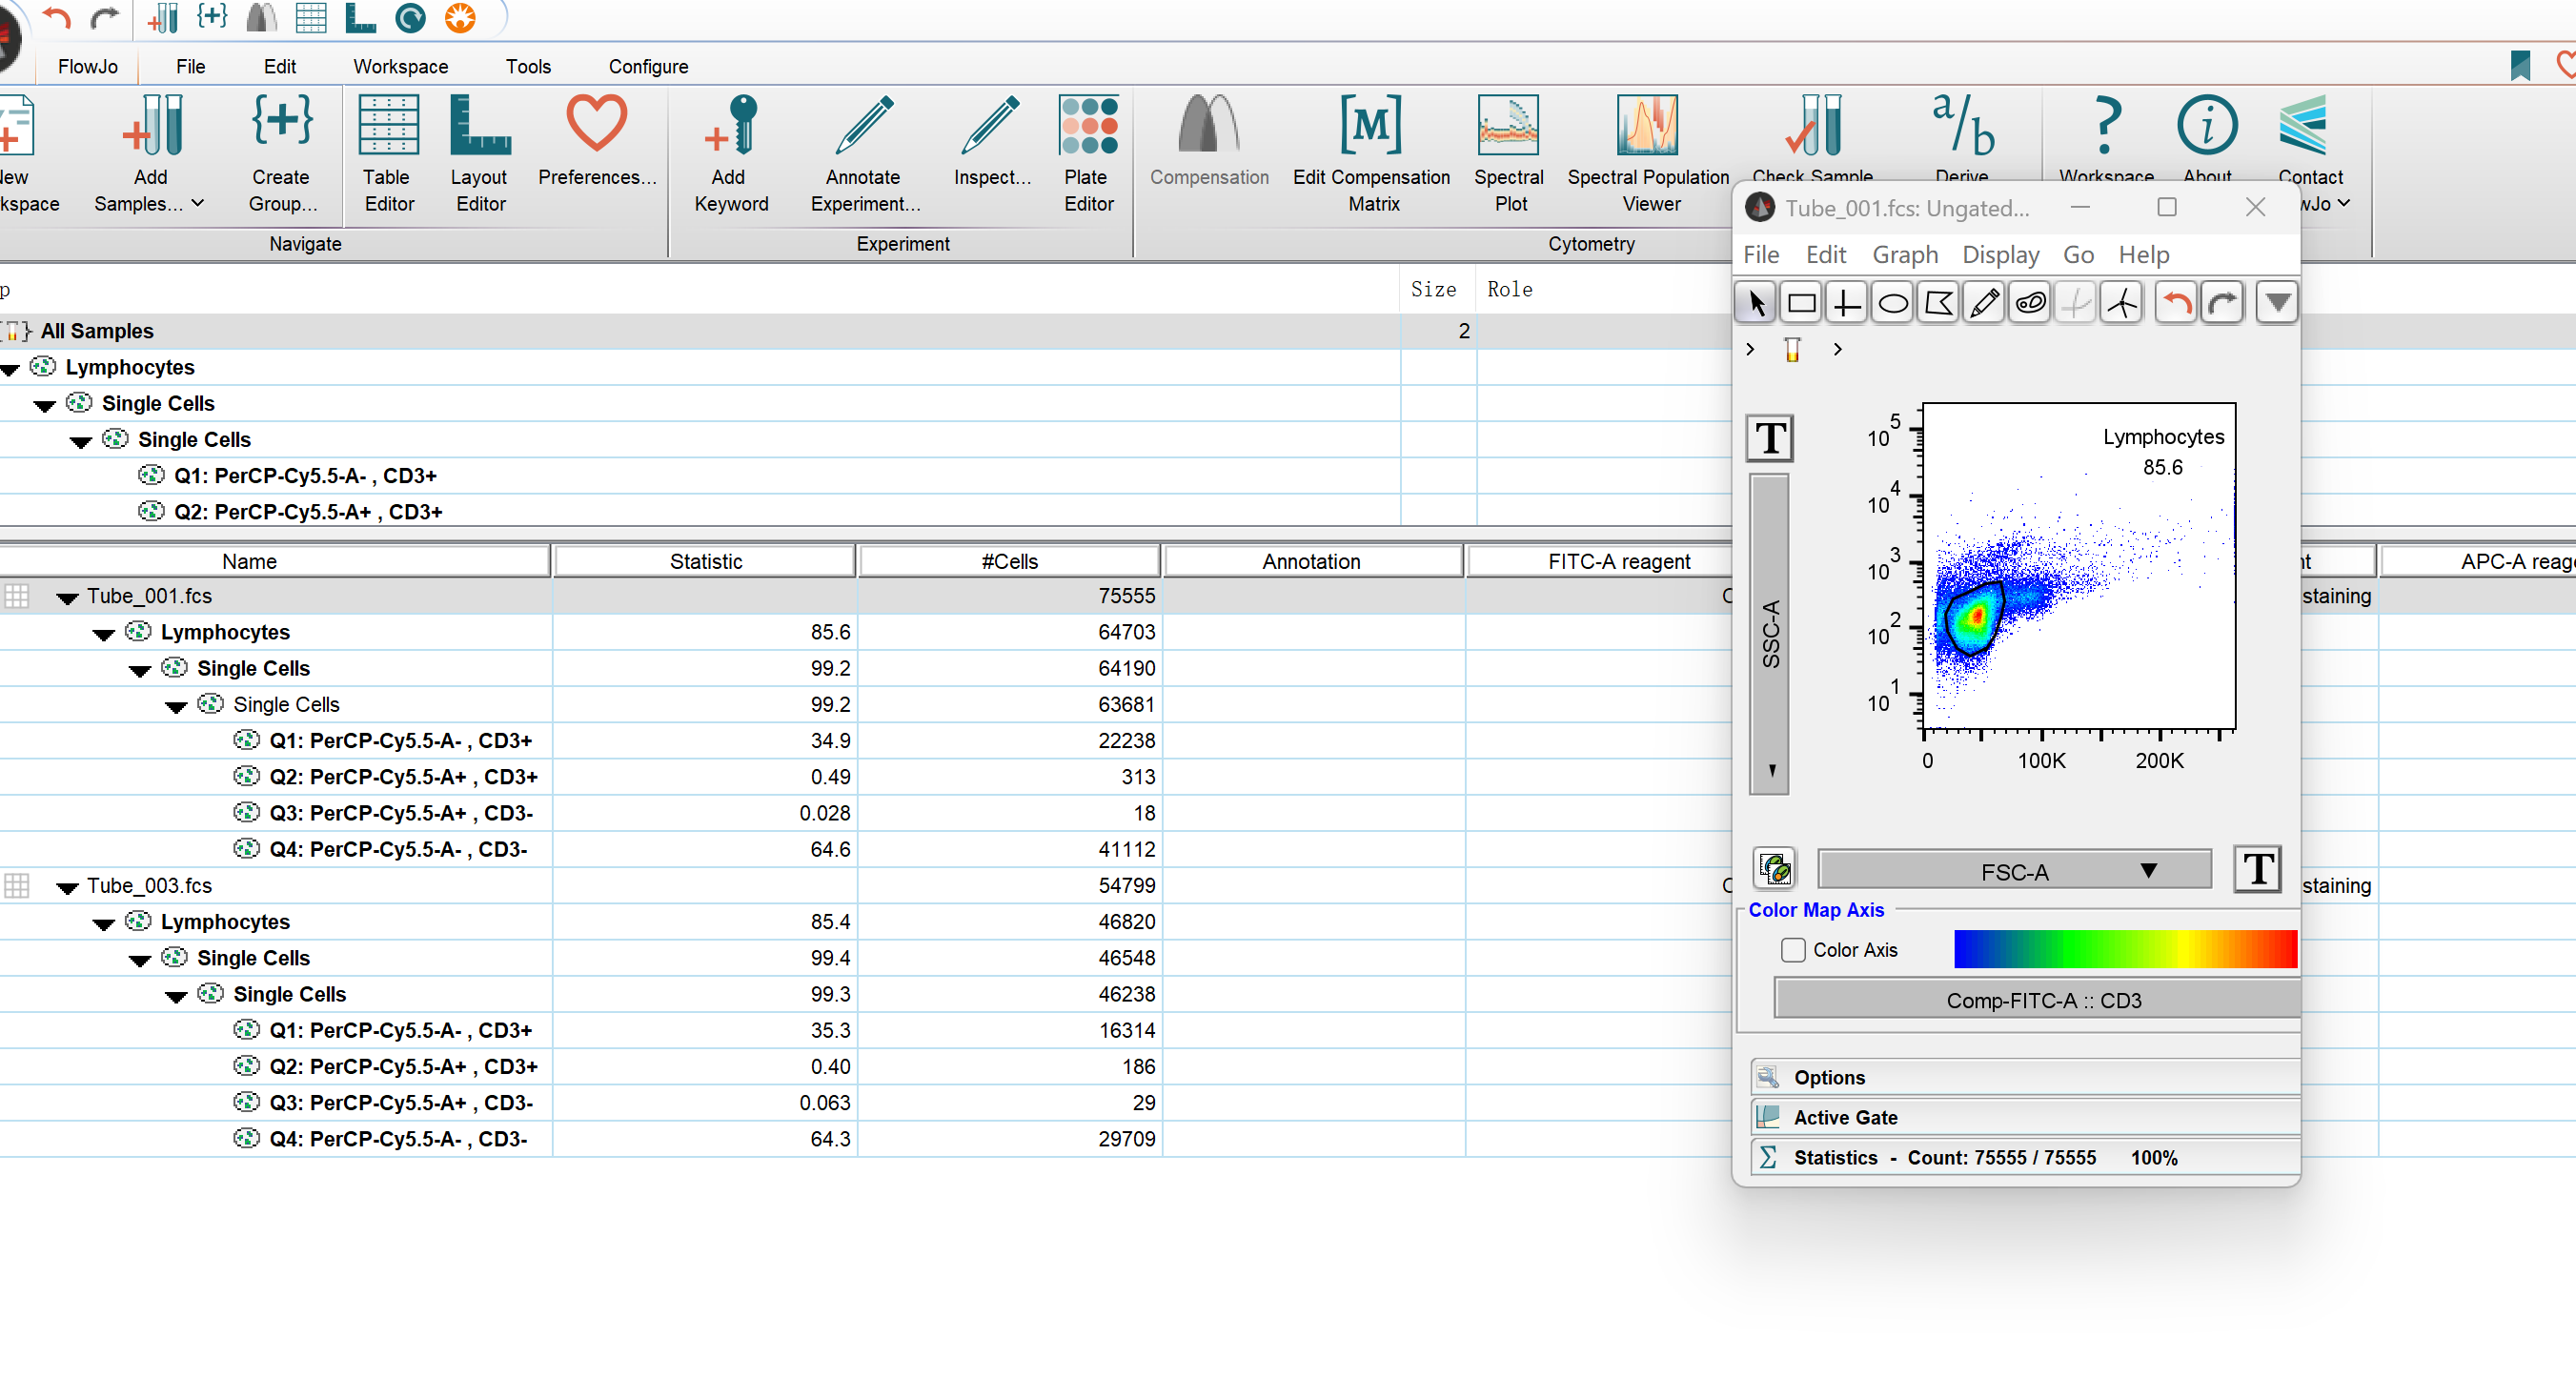 FlowJo File Edit Workspace Tools Configure
Add Samples...
Create Group...
Table Editor
Layout Editor
Preferences...
Add Keyword
Annotate Experiment...
Inspect...
Plate Editor
Compensation
Edit Compensation Matrix
Spectral Plot
Spectral Population Viewer
Check Sample
Derive
Workspace
About
Contact
Navigate Experiment Cytometry
Size Role
All Samples 2
Lymphocytes
Single Cells
Single Cells
Q1: PerCP-Cy5.5-A- , CD3+
Q2: PerCP-Cy5.5-A+ , CD3+
Name Statistic #Cells Annotation FITC-A reagent
Tube_001.fcs 75555 staining
Lymphocytes 85.6 64703
Single Cells 99.2 64190
Single Cells 99.2 63681
Q1: PerCP-Cy5.5-A- , CD3+ 34.9 22238
Q2: PerCP-Cy5.5-A+ , CD3+ 0.49 313
Q3: PerCP-Cy5.5-A+ , CD3- 0.028 18
Q4: PerCP-Cy5.5-A- , CD3- 64.6 41112
Tube_003.fcs 54799 staining
Lymphocytes 85.4 46820
Single Cells 99.4 46548
Single Cells 99.3 46238
Q1: PerCP-Cy5.5-A- , CD3+ 35.3 16314
Q2: PerCP-Cy5.5-A+ , CD3+ 0.40 186
Q3: PerCP-Cy5.5-A+ , CD3- 0.063 29
Q4: PerCP-Cy5.5-A- , CD3- 64.3 29709
APC-A
Tube_001.fcs: Ungated...
File Edit Graph Display Go Help
T
Lymphocytes
85.6
10^5
10^4
10^3
10^2
10^1
0 100K 200K
SSC-A
FSC-A
T
Color Map Axis
Color Axis
Comp-FITC-A :: CD3
Options
Active Gate
Statistics - Count: 75555 / 75555 100%